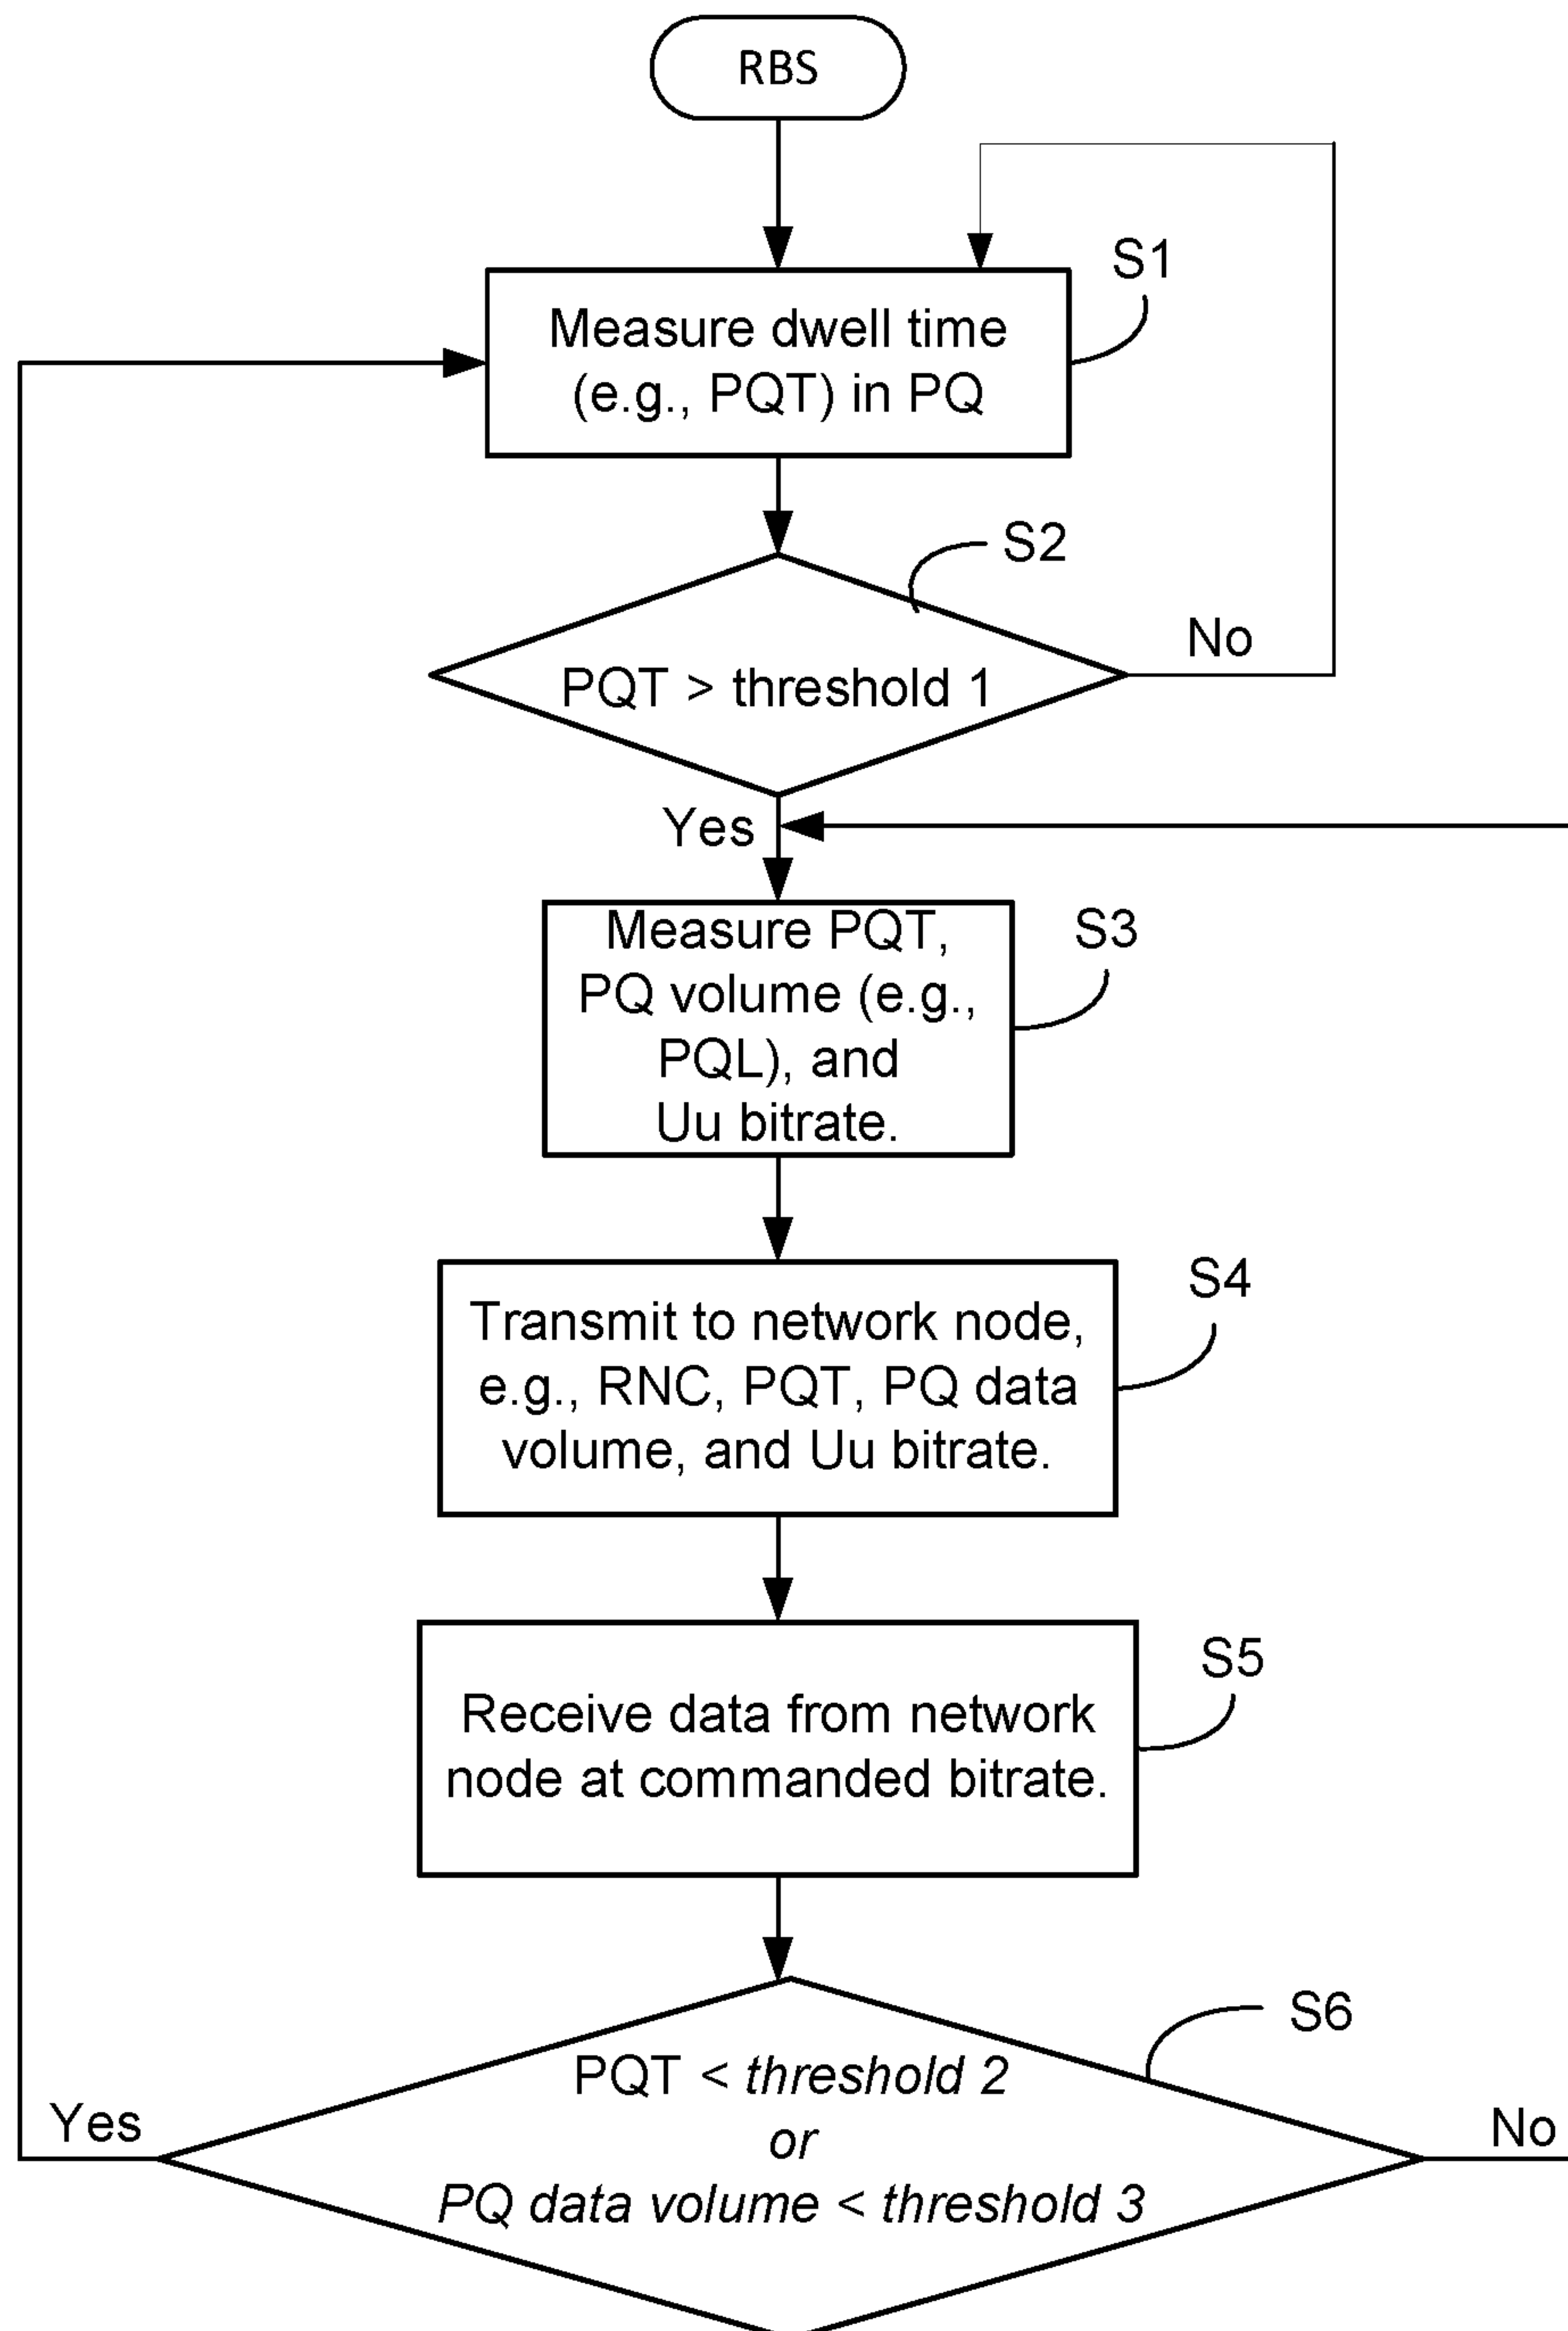 RBS
S1
Measure dwell time
(e.g., PQT) in PQ
S2
No
PQT > threshold 1
Yes
S3
Measure PQT,
PQ volume (e.g.,
PQL), and
Uu bitrate.
S4
Transmit to network node,
e.g., RNC, PQT, PQ data
volume, and Uu bitrate.
S5
Receive data from network
node at commanded bitrate.
S6
PQT < threshold 2
or
PQ data volume < threshold 3
Yes
No